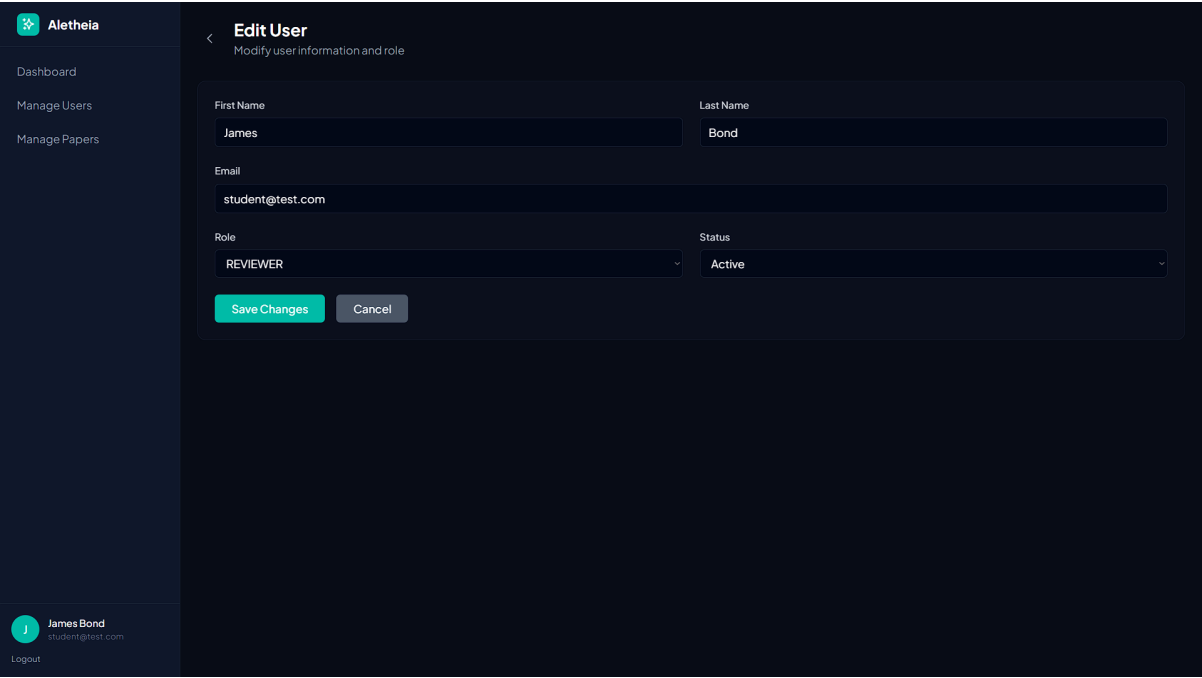 Aletheia
Dashboard
Manage Users
Manage Papers
Edit User
Modify user information and role
First Name
Last Name
James
Bond
Email
student@test.com
Role
Status
REVIEWER
Active
Save Changes
Cancel
J
James Bond
student@test.com
Logout